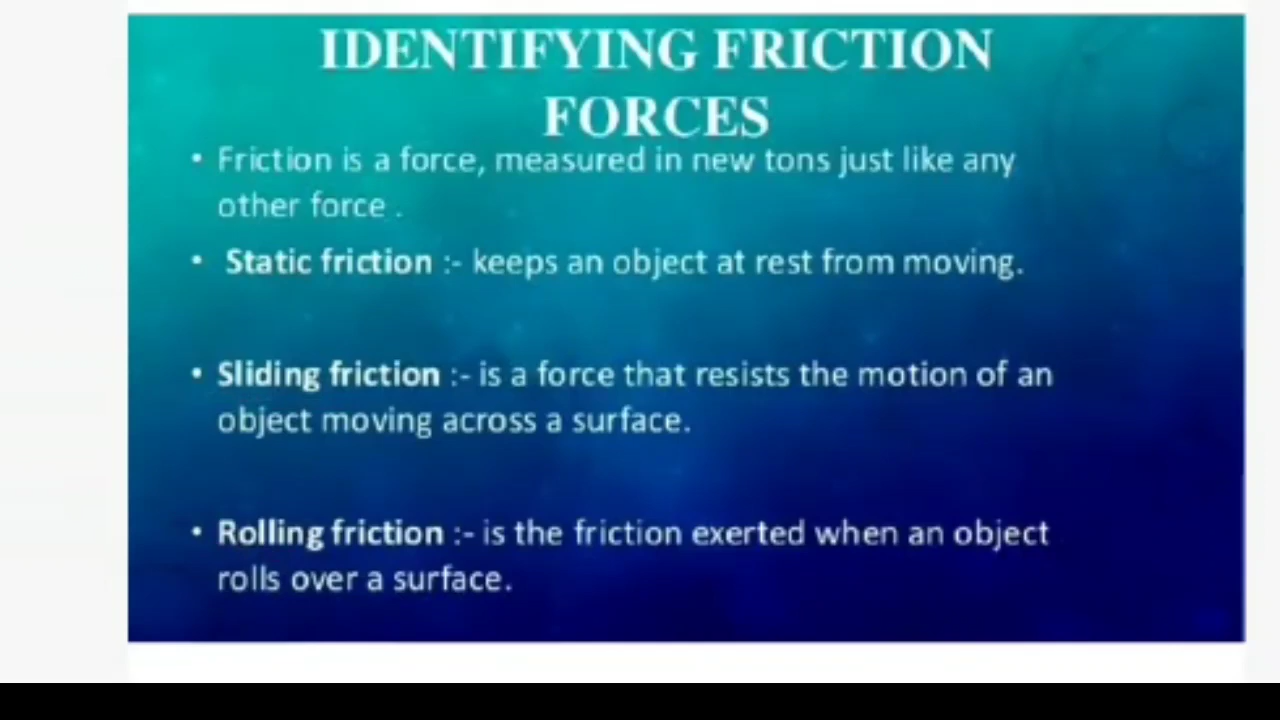 IDENTIFYING FRICTION
FORCES
• Friction is a force, measured in new tons just like any
other force .
• Static friction :- keeps an object at rest from moving.
• Sliding friction :- is a force that resists the motion of an
object moving across a surface.
• Rolling friction :- is the friction exerted when an object
rolls over a surface.